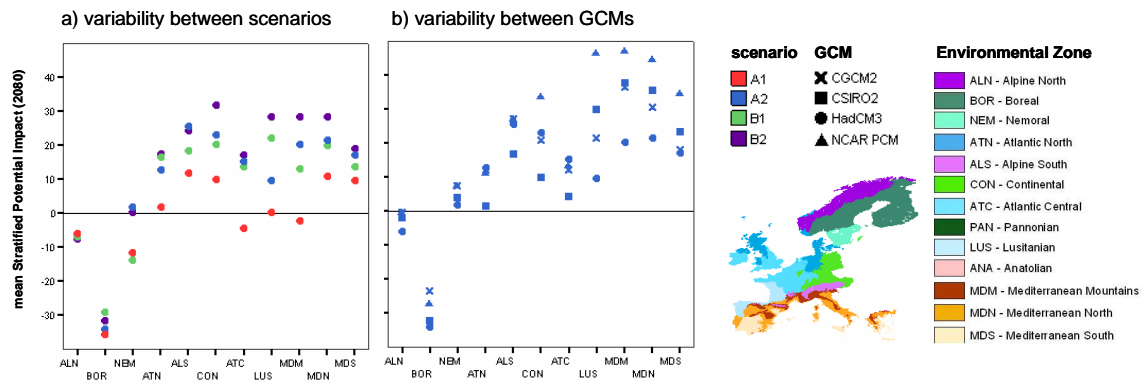 a) variability between scenarios
b) variability between GCMs
mean Stratified Potential Impact (2080)
40
30
20
10
0
-10
-20
-30
ALN
BOR
NEM
ATN
ALS
CON
ATC
LUS
MDM
MDN
MDS
ALN
BOR
NEM
ATN
ALS
CON
ATC
LUS
MDM
MDN
MDS
scenario
A1
A2
B1
B2
GCM
CGCM2
CSIRO2
HadCM3
NCAR PCM
Environmental Zone
ALN - Alpine North
BOR - Boreal
NEM - Nemoral
ATN - Atlantic North
ALS - Alpine South
CON - Continental
ATC - Atlantic Central
PAN - Pannonian
LUS - Lusitanian
ANA - Anatolian
MDM - Mediterranean Mountains
MDN - Mediterranean North
MDS - Mediterranean South